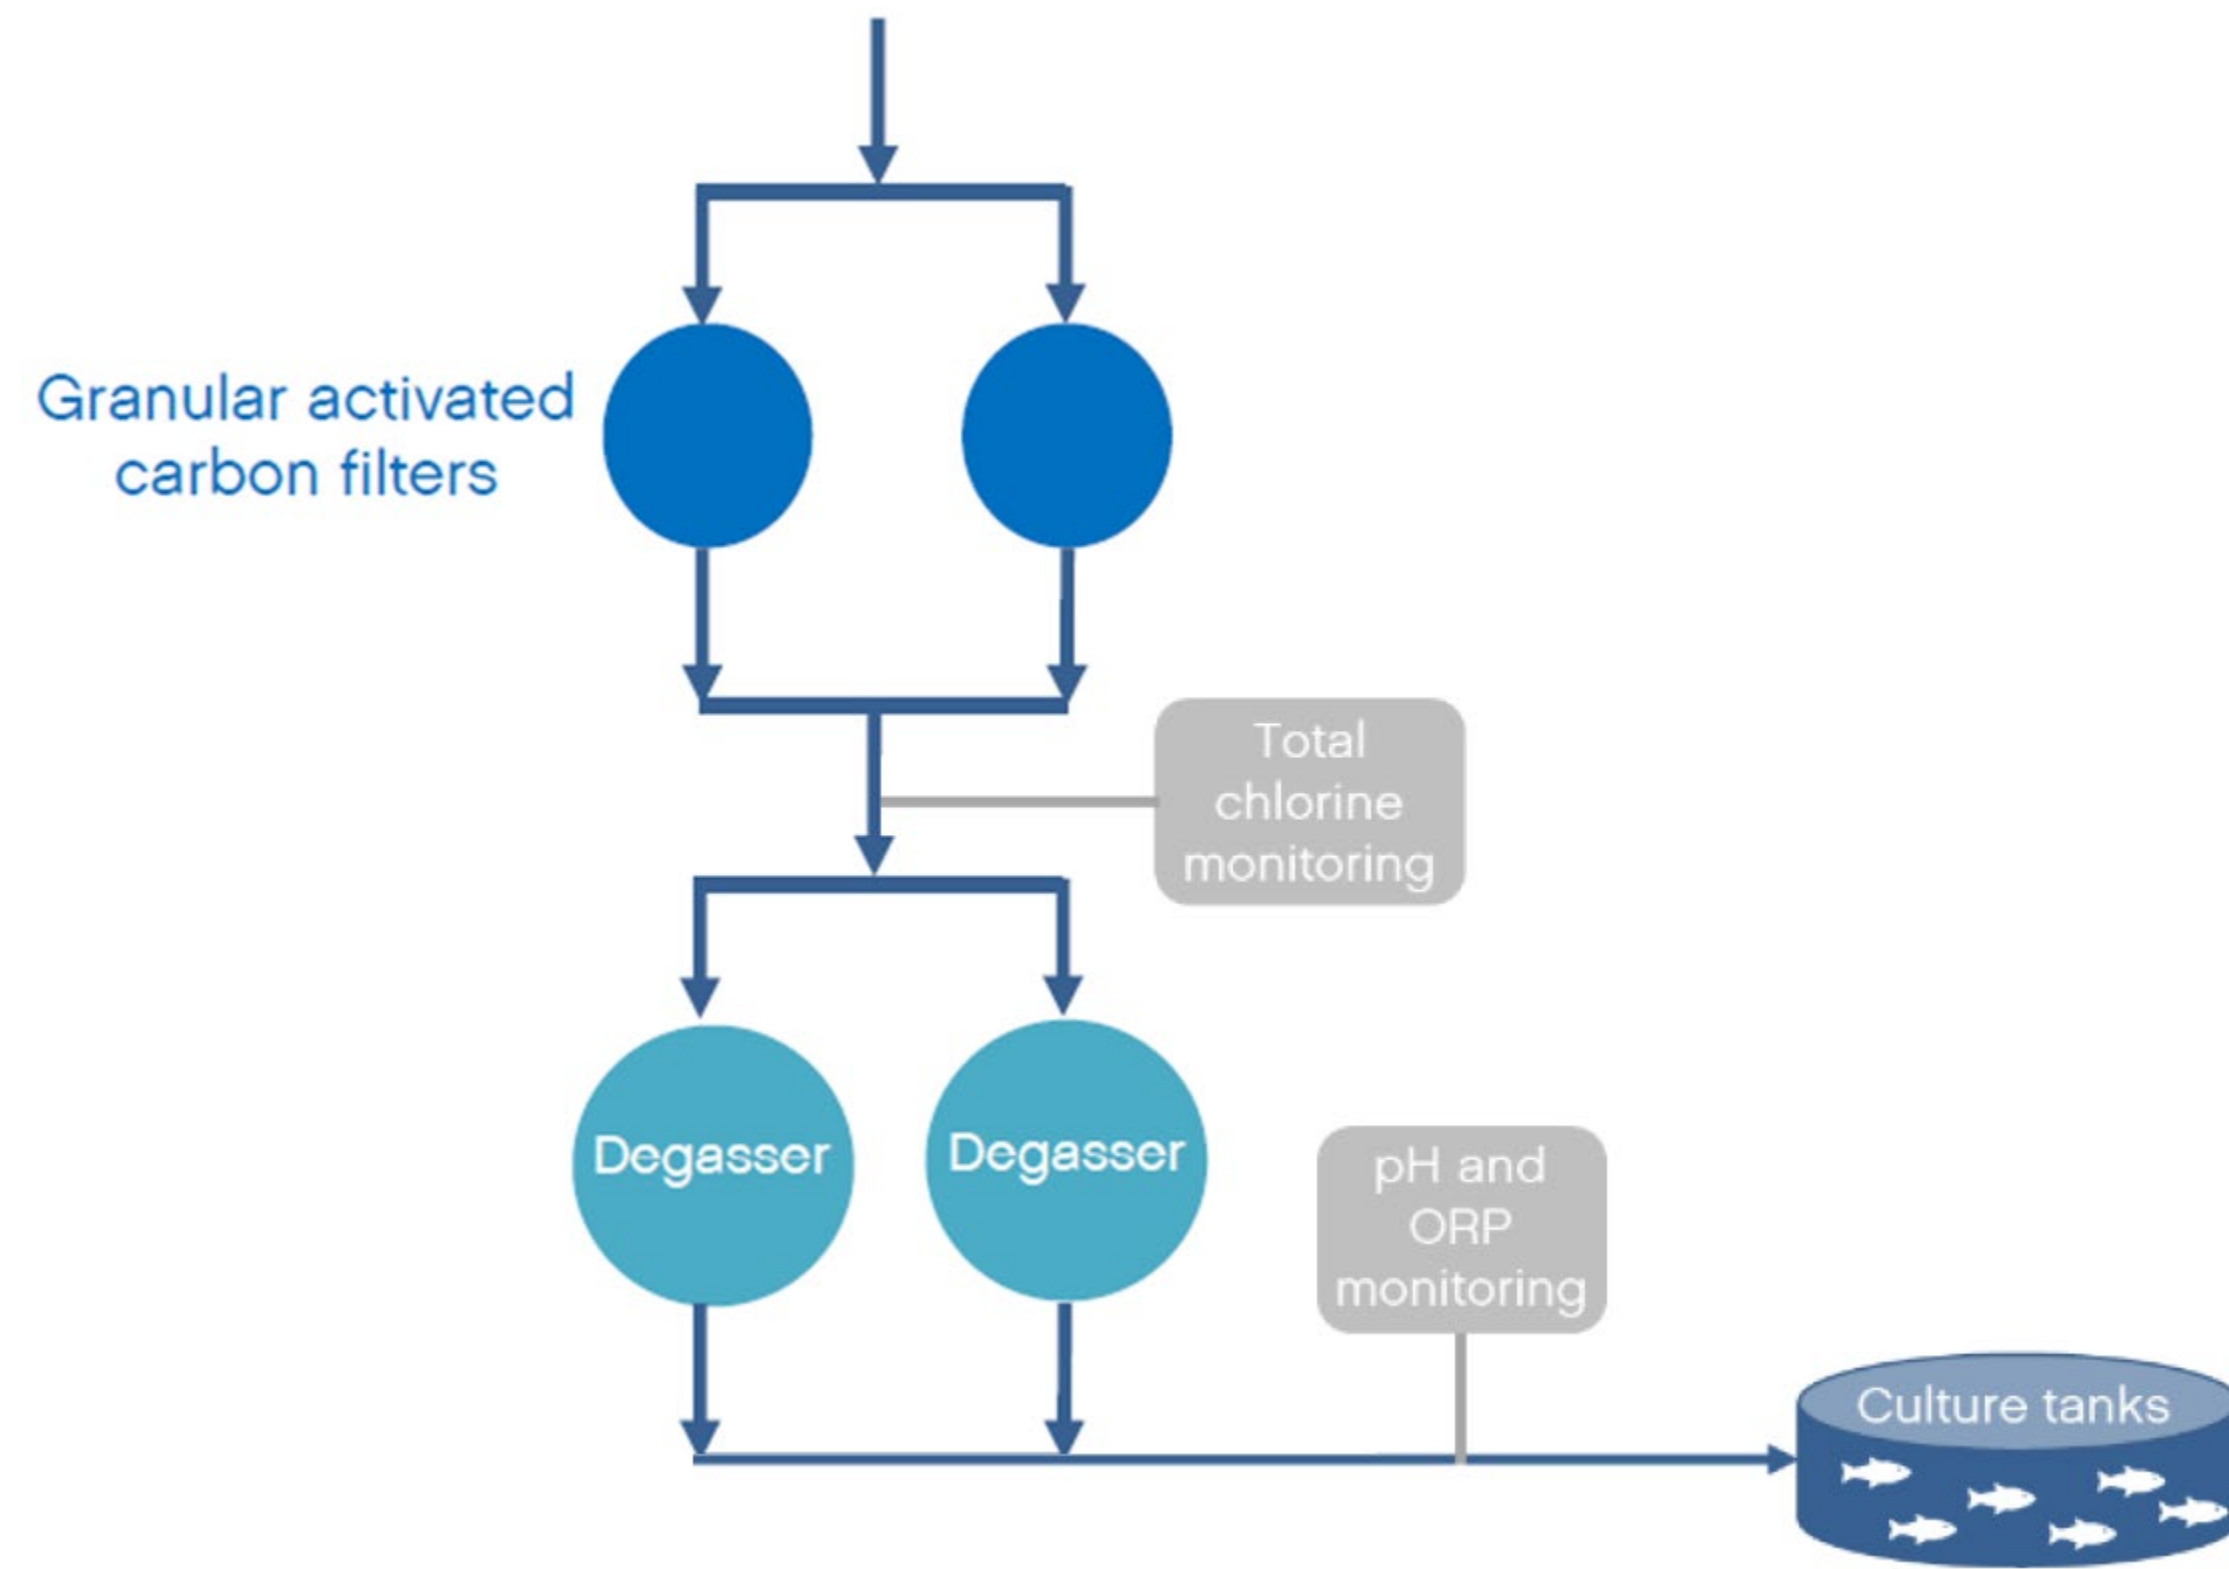 Granular activated
carbon filters
Total
chlorine
monitoring
Degasser
Degasser
pH and
ORP
monitoring
Culture tanks